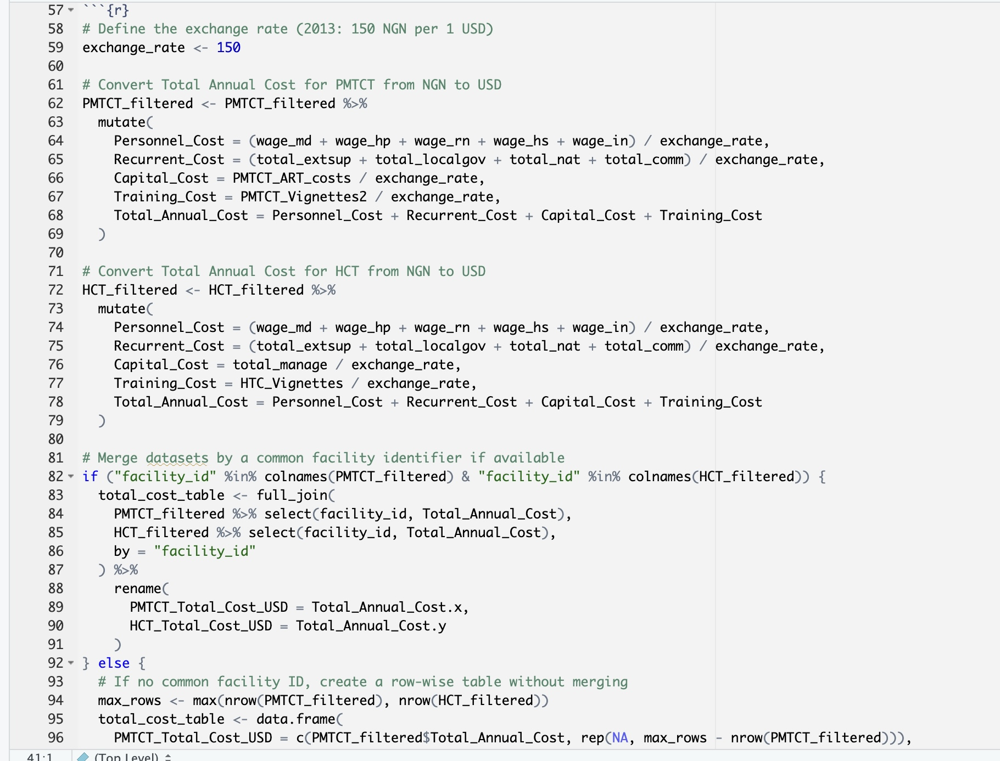 57 ```{r}
58 # Define the exchange rate (2013: 150 NGN per 1 USD)
59 exchange_rate <- 150
60
61 # Convert Total Annual Cost for PMTCT from NGN to USD
62 PMTCT_filtered <- PMTCT_filtered %>%
63   mutate(
64     Personnel_Cost = (wage_md + wage_hp + wage_rn + wage_hs + wage_in) / exchange_rate,
65     Recurrent_Cost = (total_extsup + total_localgov + total_nat + total_comm) / exchange_rate,
66     Capital_Cost = PMTCT_ART_costs / exchange_rate,
67     Training_Cost = PMTCT_Vignettes2 / exchange_rate,
68     Total_Annual_Cost = Personnel_Cost + Recurrent_Cost + Capital_Cost + Training_Cost
69   )
70
71 # Convert Total Annual Cost for HCT from NGN to USD
72 HCT_filtered <- HCT_filtered %>%
73   mutate(
74     Personnel_Cost = (wage_md + wage_hp + wage_rn + wage_hs + wage_in) / exchange_rate,
75     Recurrent_Cost = (total_extsup + total_localgov + total_nat + total_comm) / exchange_rate,
76     Capital_Cost = total_manage / exchange_rate,
77     Training_Cost = HTC_Vignettes / exchange_rate,
78     Total_Annual_Cost = Personnel_Cost + Recurrent_Cost + Capital_Cost + Training_Cost
79   )
80
81 # Merge datasets by a common facility identifier if available
82 if ("facility_id" %in% colnames(PMTCT_filtered) & "facility_id" %in% colnames(HCT_filtered)) {
83   total_cost_table <- full_join(
84     PMTCT_filtered %>% select(facility_id, Total_Annual_Cost),
85     HCT_filtered %>% select(facility_id, Total_Annual_Cost),
86     by = "facility_id"
87   ) %>%
88     rename(
89       PMTCT_Total_Cost_USD = Total_Annual_Cost.x,
90       HCT_Total_Cost_USD = Total_Annual_Cost.y
91     )
92 } else {
93   # If no common facility ID, create a row-wise table without merging
94   max_rows <- max(nrow(PMTCT_filtered), nrow(HCT_filtered))
95   total_cost_table <- data.frame(
96     PMTCT_Total_Cost_USD = c(PMTCT_filtered$Total_Annual_Cost, rep(NA, max_rows - nrow(PMTCT_filtered))),
41:1 (Top Level)